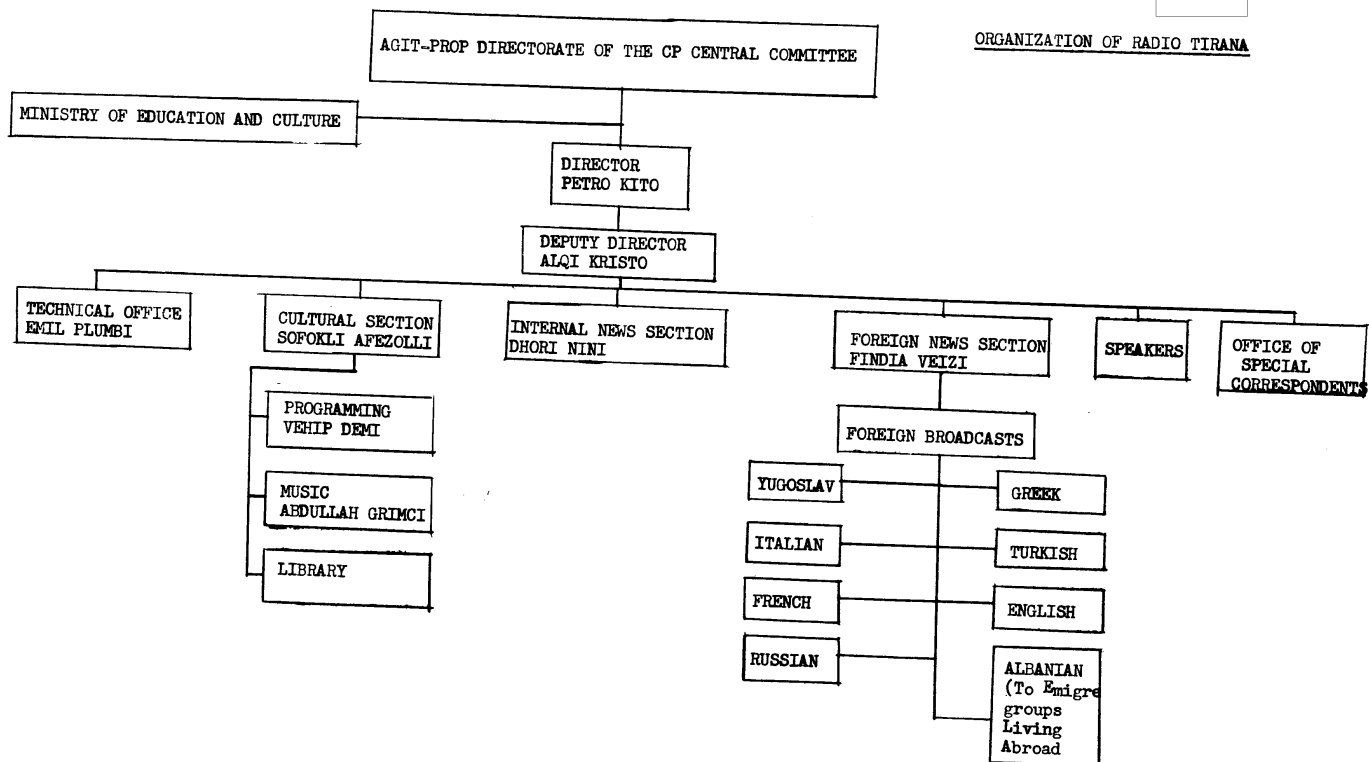 ORGANIZATION OF RADIO TIRANA
AGIT-PROP DIRECTORATE OF THE CP CENTRAL COMMITTEE
MINISTRY OF EDUCATION AND CULTURE
DIRECTOR
PETRO KITO
DEPUTY DIRECTOR
ALQI KRISTO
TECHNICAL OFFICE
EMIL PLUMBI
CULTURAL SECTION
SOFOKLI AFEZOLLI
INTERNAL NEWS SECTION
DHORI NINI
FOREIGN NEWS SECTION
FINDIA VEIZI
SPEAKERS
OFFICE OF
SPECIAL
CORRESPONDENTS
PROGRAMMING
VEHIP DEMI
MUSIC
ABDULLAH GRIMCI
LIBRARY
FOREIGN BROADCASTS
YUGOSLAV
GREEK
ITALIAN
TURKISH
FRENCH
ENGLISH
RUSSIAN
ALBANIAN
(To Emigre
groups
Living
Abroad